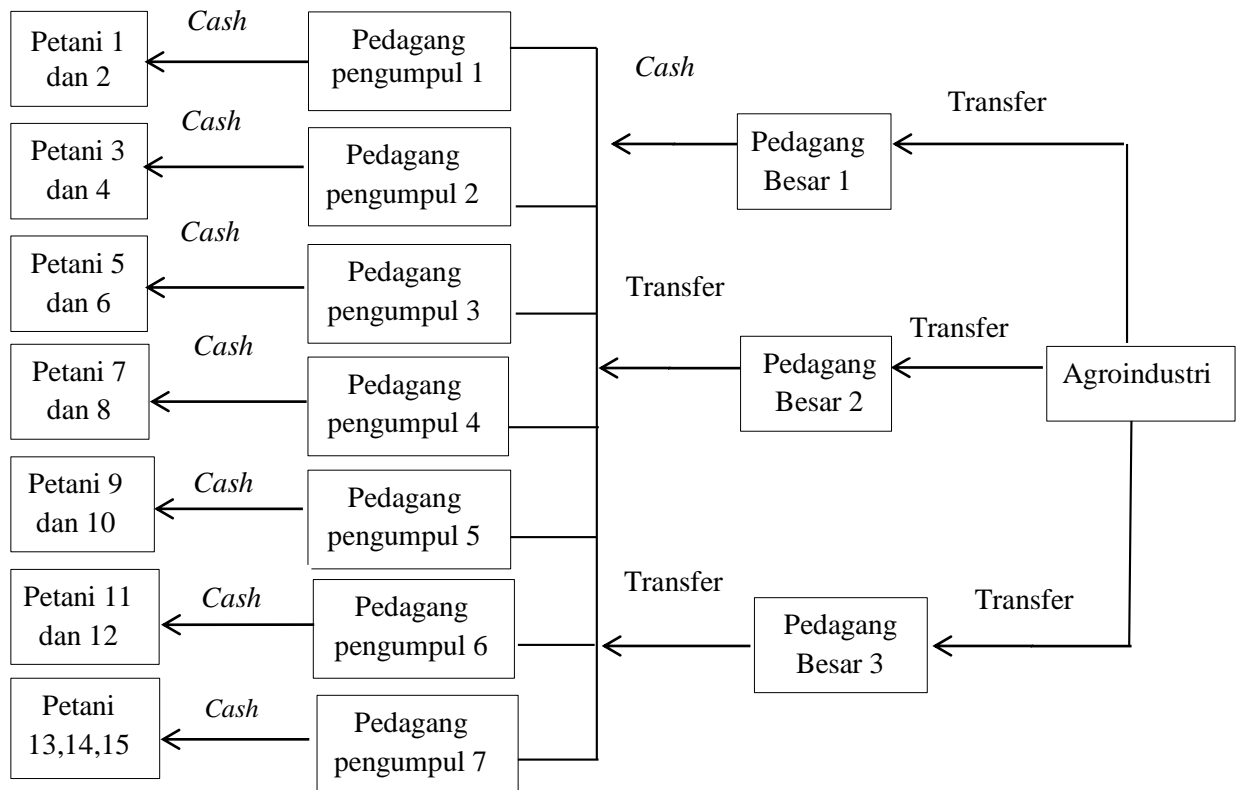 Petani 1
dan 2
Cash
Pedagang
pengumpul 1
Cash
Transfer
Petani 3
dan 4
Cash
Pedagang
pengumpul 2
Pedagang
Besar 1
Petani 5
dan 6
Cash
Pedagang
pengumpul 3
Transfer
Transfer
Petani 7
dan 8
Cash
Pedagang
pengumpul 4
Pedagang
Besar 2
Agroindustri
Petani 9
dan 10
Cash
Pedagang
pengumpul 5
Petani 11
dan 12
Cash
Pedagang
pengumpul 6
Transfer
Pedagang
Besar 3
Transfer
Petani
13,14,15
Cash
Pedagang
pengumpul 7